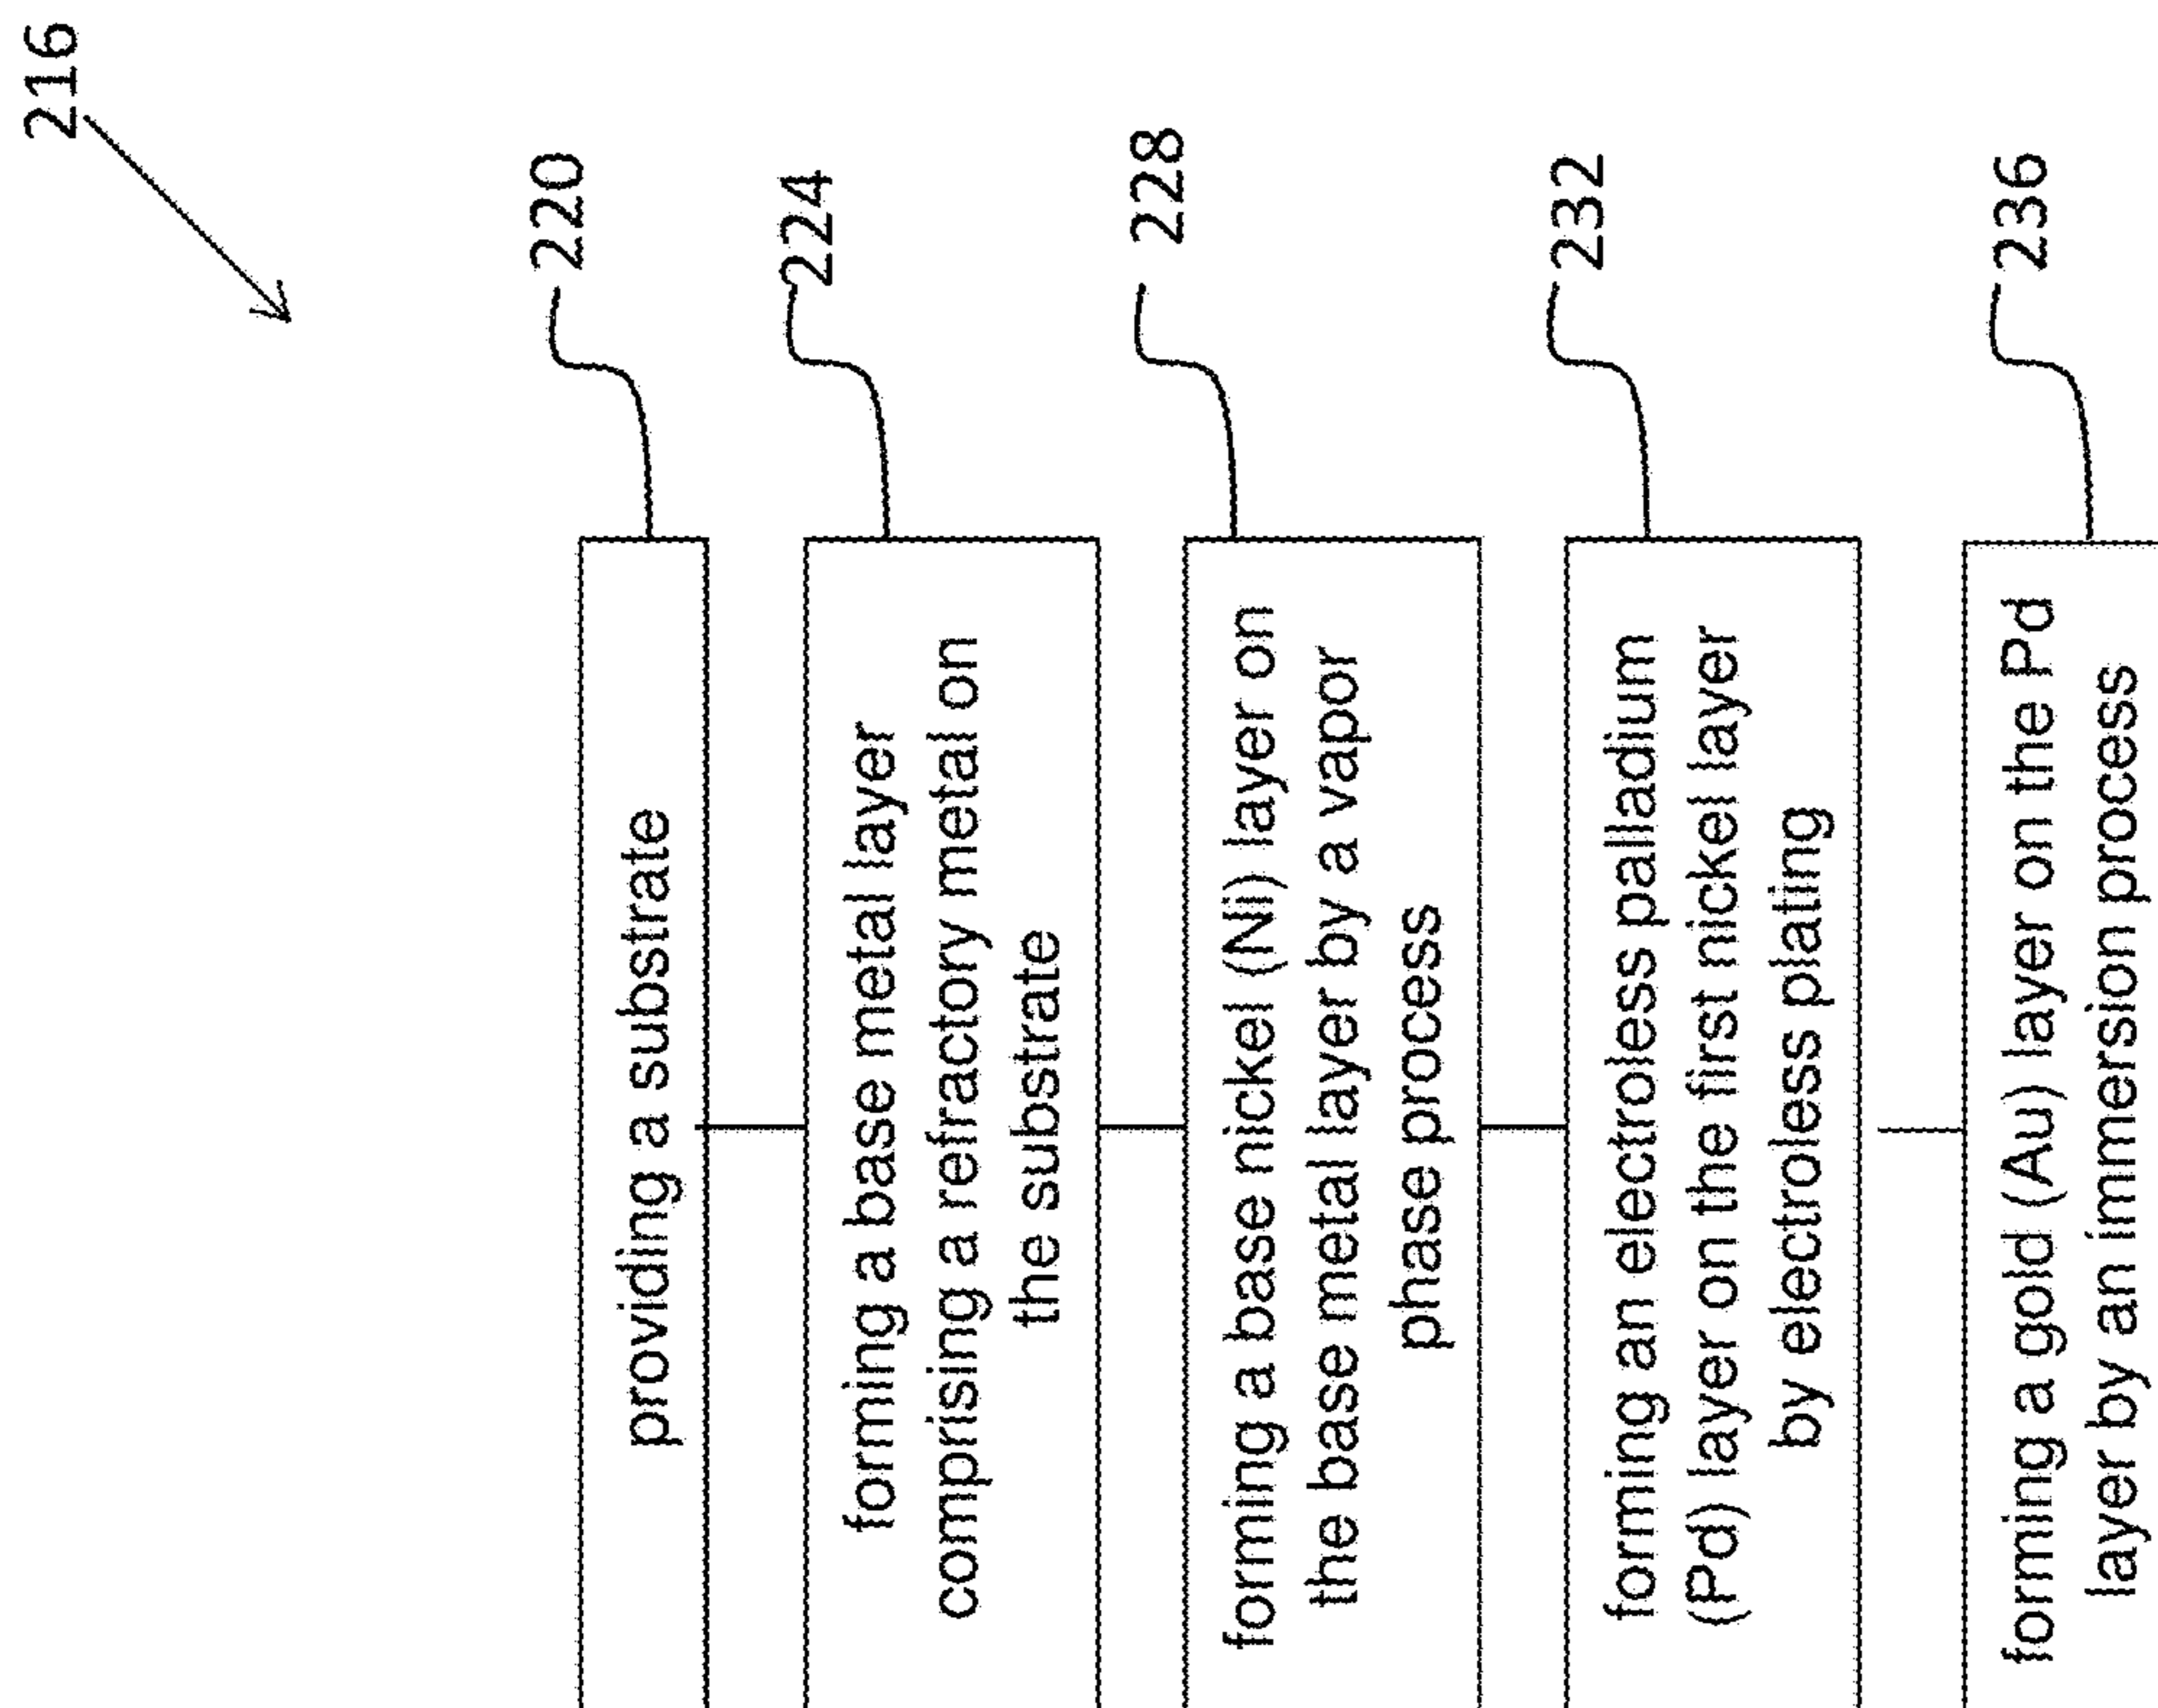 216
220
providing a substrate
224
forming a base metal layer
comprising a refractory metal on
the substrate
228
forming a base nickel (Ni) layer on
the base metal layer by a vapor
phase process
232
forming an electroless palladium
(Pd) layer on the first nickel layer
by electroless plating
236
forming a gold (Au) layer on the Pd
layer by an immersion process